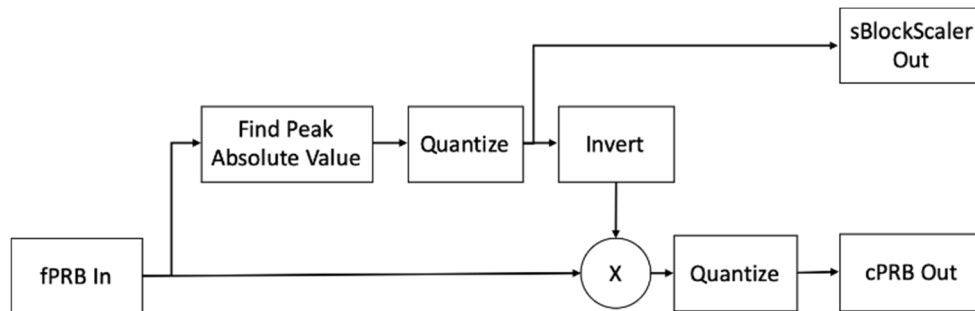 sBlockScaler
Out
Find Peak
Absolute Value
Quantize
Invert
fPRB In
X
Quantize
cPRB Out